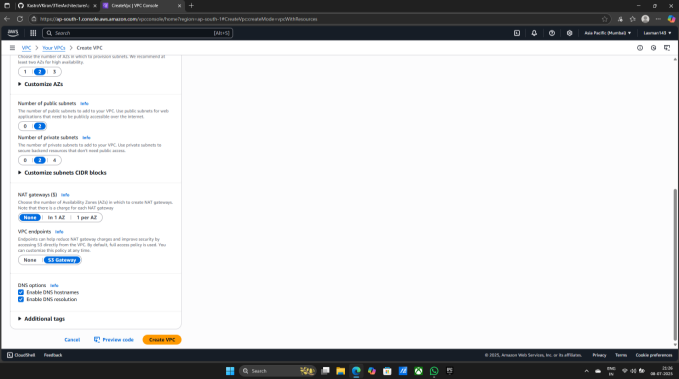 KastroVKiran/3TierArchitecture/
CreateVpc | VPC Console
https://ap-south-1.console.aws.amazon.com/vpcconsole/home?region=ap-south-1#CreateVpc:createMode=vpcWithResources
aws
Search
[Alt+S]
Asia Pacific (Mumbai)
VPC > Your VPCs > Create VPC
Choose the number of AZs in which to provision subnets. We recommend at
least two AZs for high availability.
1 2 3
Customize AZs
Number of public subnets Info
The number of public subnets to add to your VPC. Use public subnets for web
applications that need to be publicly accessible over the internet.
0 2
Number of private subnets Info
The number of private subnets to add to your VPC. Use private subnets to
secure backend resources that don't need public access.
0 2 4
Customize subnets CIDR blocks
NAT gateways ($) Info
Choose the number of Availability Zones (AZs) in which to create NAT gateways.
Note that there is a charge for each NAT gateway
None In 1 AZ 1 per AZ
VPC endpoints Info
Endpoints can help reduce NAT gateway charges and improve security by
accessing S3 directly from the VPC. By default, full access policy is used. You
can customize this policy at any time.
None S3 Gateway
DNS options Info
Enable DNS hostnames
Enable DNS resolution
Additional tags
Cancel Preview code Create VPC
CloudShell Feedback
© 2025, Amazon Web Services, Inc. or its affiliates. Privacy Terms Cookie preferences
Search
ENG
IN
21:26
08-07-2025